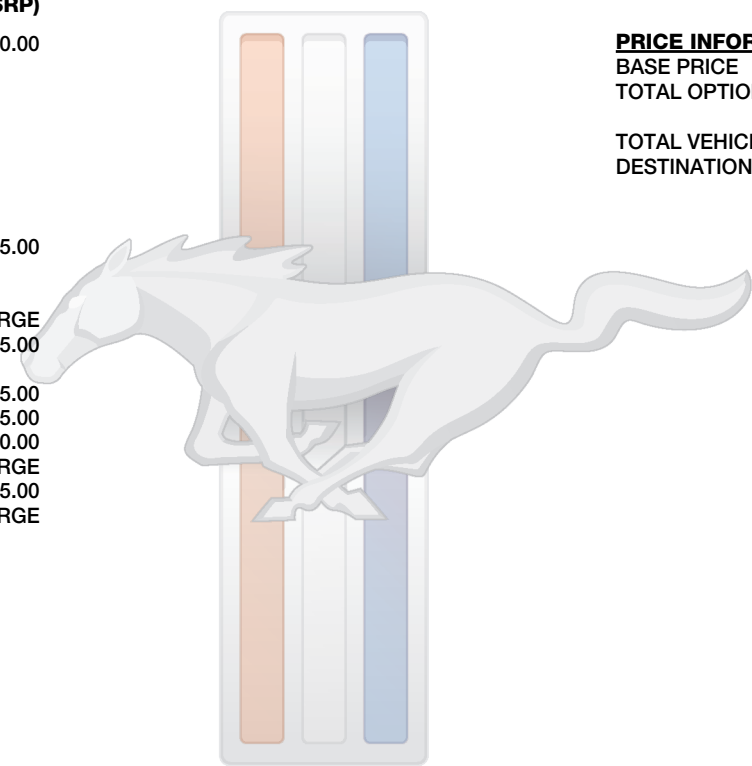 SRP)
0.00
5.00
RGE
5.00
5.00
5.00
0.00
RGE
5.00
RGE
PRICE INFOR
BASE PRICE
TOTAL OPTIO
TOTAL VEHICL
DESTINATION